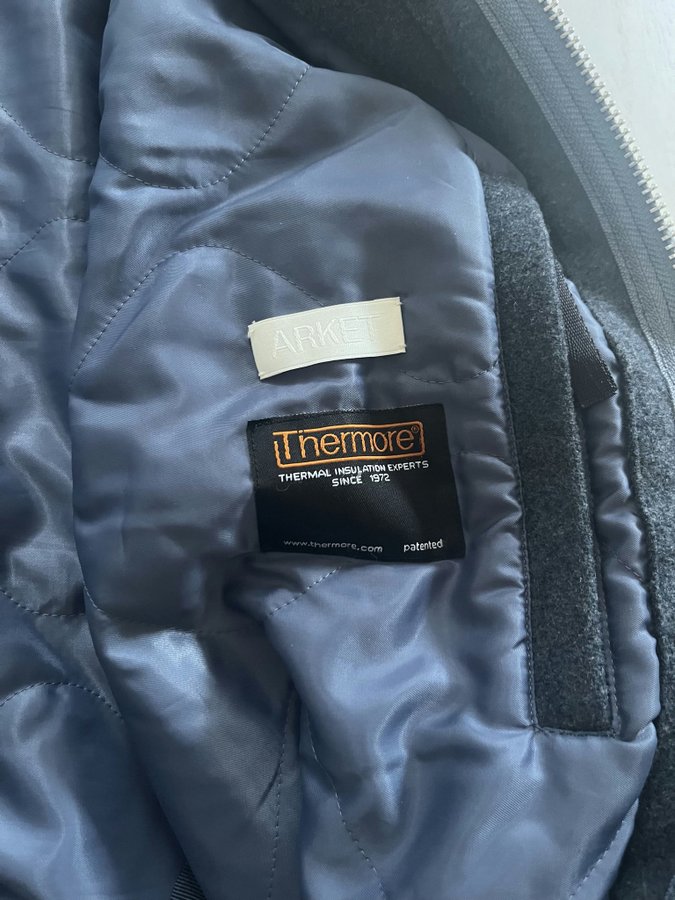 ARKET
Thermore®
THERMAL INSULATION EXPERTS
SINCE 1972
www.thermore.com patented